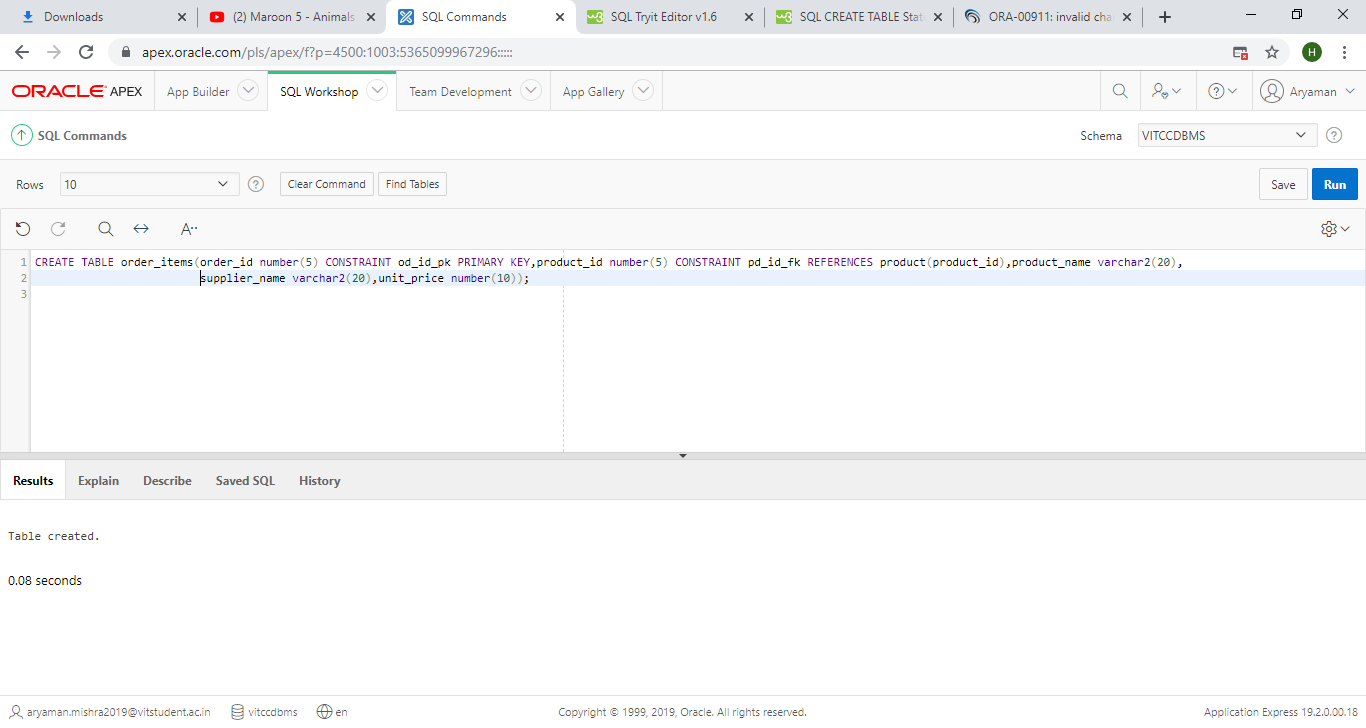 Downloads
(2) Maroon 5 - Animals
SQL Commands
SQL Tryit Editor v1.6
SQL CREATE TABLE Stat
ORA-00911: invalid cha
apex.oracle.com/pls/apex/f?p=4500:1003:5365099967296:::::
H
ORACLE APEX
App Builder
SQL Workshop
Team Development
App Gallery
Aryaman
SQL Commands
Schema
VITCCDBMS
Rows
10
Clear Command
Find Tables
Save
Run
A··
1 CREATE TABLE order_items(order_id number(5) CONSTRAINT od_id_pk PRIMARY KEY,product_id number(5) CONSTRAINT pd_id_fk REFERENCES product(product_id),product_name varchar2(20),
2 supplier_name varchar2(20),unit_price number(10));
3
Results
Explain
Describe
Saved SQL
History
Table created.
0.08 seconds
aryaman.mishra2019@vitstudent.ac.in
vitccdbms
en
Copyright © 1999, 2019, Oracle. All rights reserved.
Application Express 19.2.0.00.18